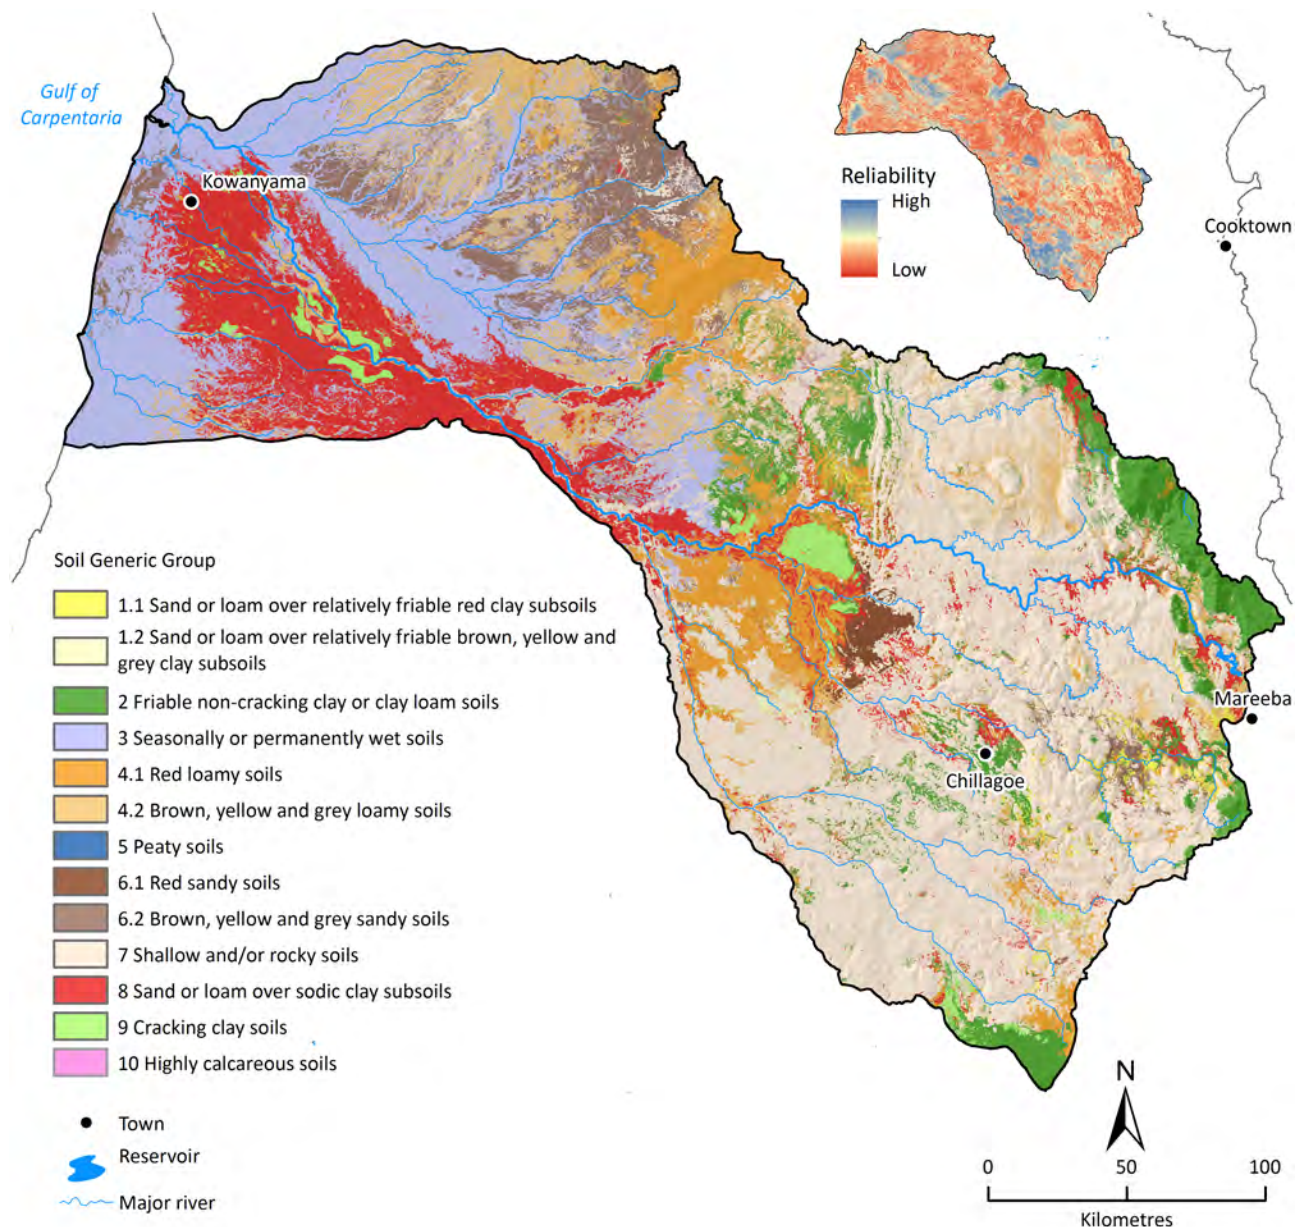 Gulf of
Carpentaria
Kowanyama
Reliability
High
Low
Cooktown
Mareeba
Chillagoe
Soil Generic Group
1.1 Sand or loam over relatively friable red clay subsoils
1.2 Sand or loam over relatively friable brown, yellow and
grey clay subsoils
2 Friable non-cracking clay or clay loam soils
3 Seasonally or permanently wet soils
4.1 Red loamy soils
4.2 Brown, yellow and grey loamy soils
5 Peaty soils
6.1 Red sandy soils
6.2 Brown, yellow and grey sandy soils
7 Shallow and/or rocky soils
8 Sand or loam over sodic clay subsoils
9 Cracking clay soils
10 Highly calcareous soils
Town
Reservoir
Major river
N
0 50 100
Kilometres